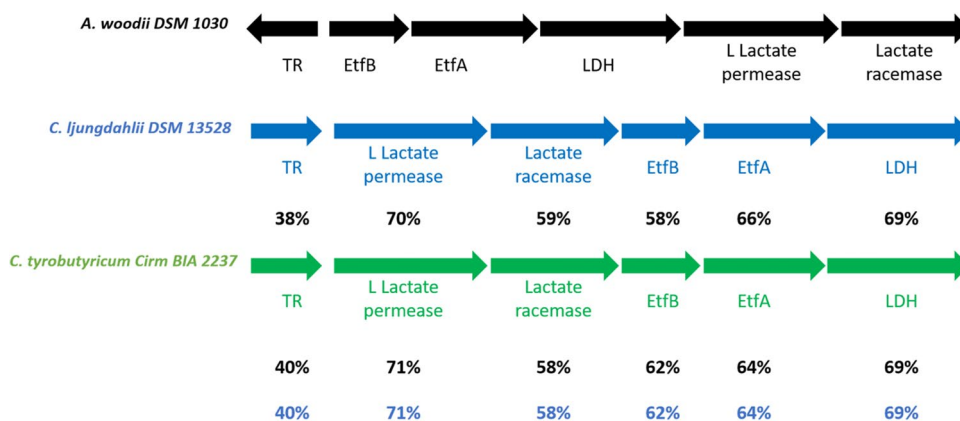 A. woodii DSM 1030
TR EtfB EtfA LDH L Lactate permease Lactate racemase
C. ljungdahlii DSM 13528
TR L Lactate permease Lactate racemase EtfB EtfA LDH
38% 70% 59% 58% 66% 69%
C. tyrobutyricum Cirm BIA 2237
TR L Lactate permease Lactate racemase EtfB EtfA LDH
40% 71% 58% 62% 64% 69%
40% 71% 58% 62% 64% 69%